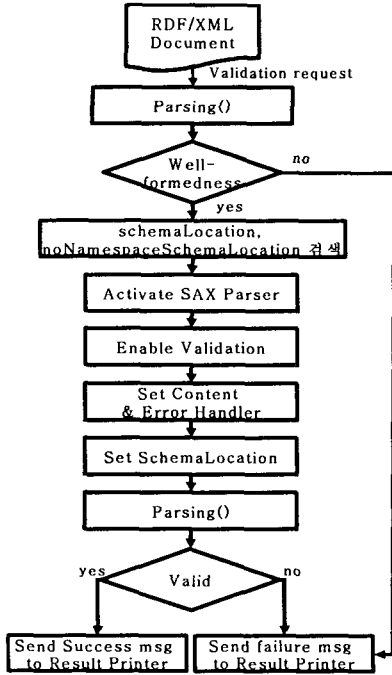 RDF/XML
Document
Validation request
Parsing()
Well-
formedness
no
yes
schemaLocation,
noNamespaceSchemaLocation 검색
Activate SAX Parser
Enable Validation
Set Content
& Error Handler
Set SchemaLocation
Parsing()
yes
Valid
no
Send Success msg
to Result Printer
Send failure msg
to Result Printer